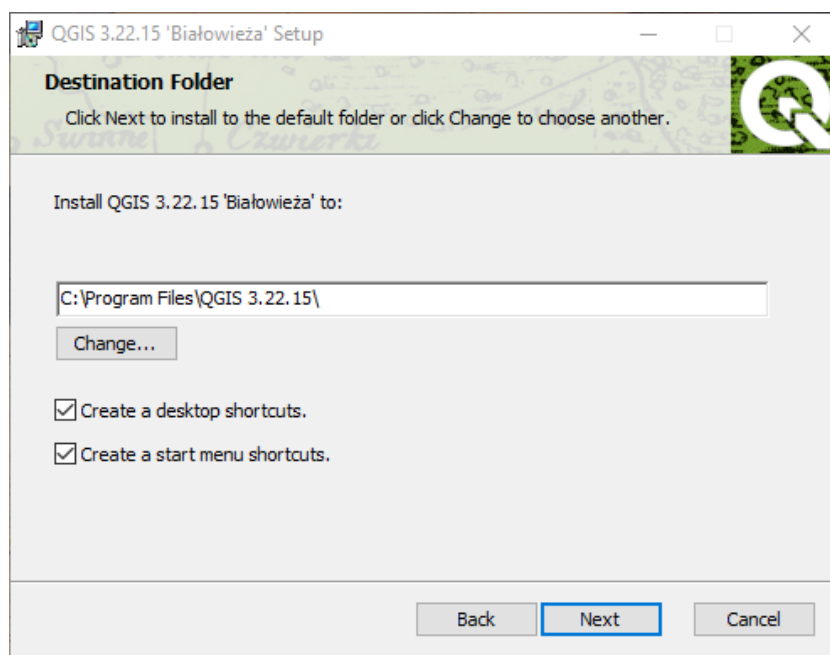 QGIS 3.22.15 'Białowieża' Setup
Destination Folder
Click Next to install to the default folder or click Change to choose another.
Swinne Czwierki
Install QGIS 3.22.15 'Białowieża' to:
C:\Program Files\QGIS 3.22.15\
Change...
Create a desktop shortcuts.
Create a start menu shortcuts.
Back Next Cancel